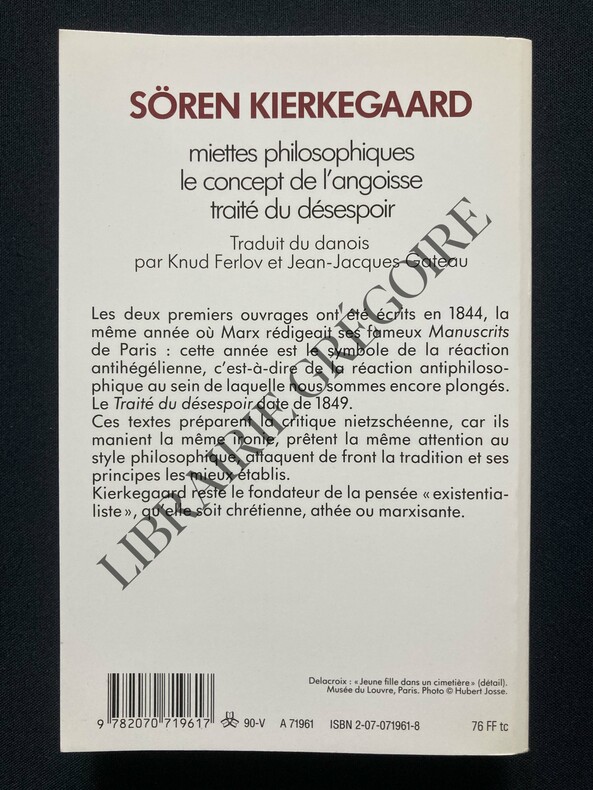 SÖREN KIERKEGAARD
miettes philosophiques
le concept de l'angoisse
traité du désespoir
Traduit du danois
par Knud Ferlov et Jean-Jacques Gateau
Les deux premiers ouvrages ont été écrits en 1844, la
même année où Marx rédigeait ses fameux Manuscrits
de Paris : cette année est le symbole de la réaction
antihégélienne, c'est-à-dire de la réaction antiphiloso-
phique au sein de laquelle nous sommes encore plongés.
Le Traité du désespoir date de 1849.
Ces textes préparent la critique nietzschéenne, car ils
manient la même ironie, prêtent la même attention au
style philosophique, attaquent de front la tradition et ses
principes les mieux établis.
Kierkegaard reste le fondateur de la pensée « existentia-
liste », qu'elle soit chrétienne, athée ou marxisante.
LIBRAIRIE GRÉGOIRE
Delacroix : « Jeune fille dans un cimetière » (détail).
Musée du Louvre, Paris. Photo © Hubert Josse.
9 782070 719617 90-V A 71961 ISBN 2-07-071961-8 76 FF tc